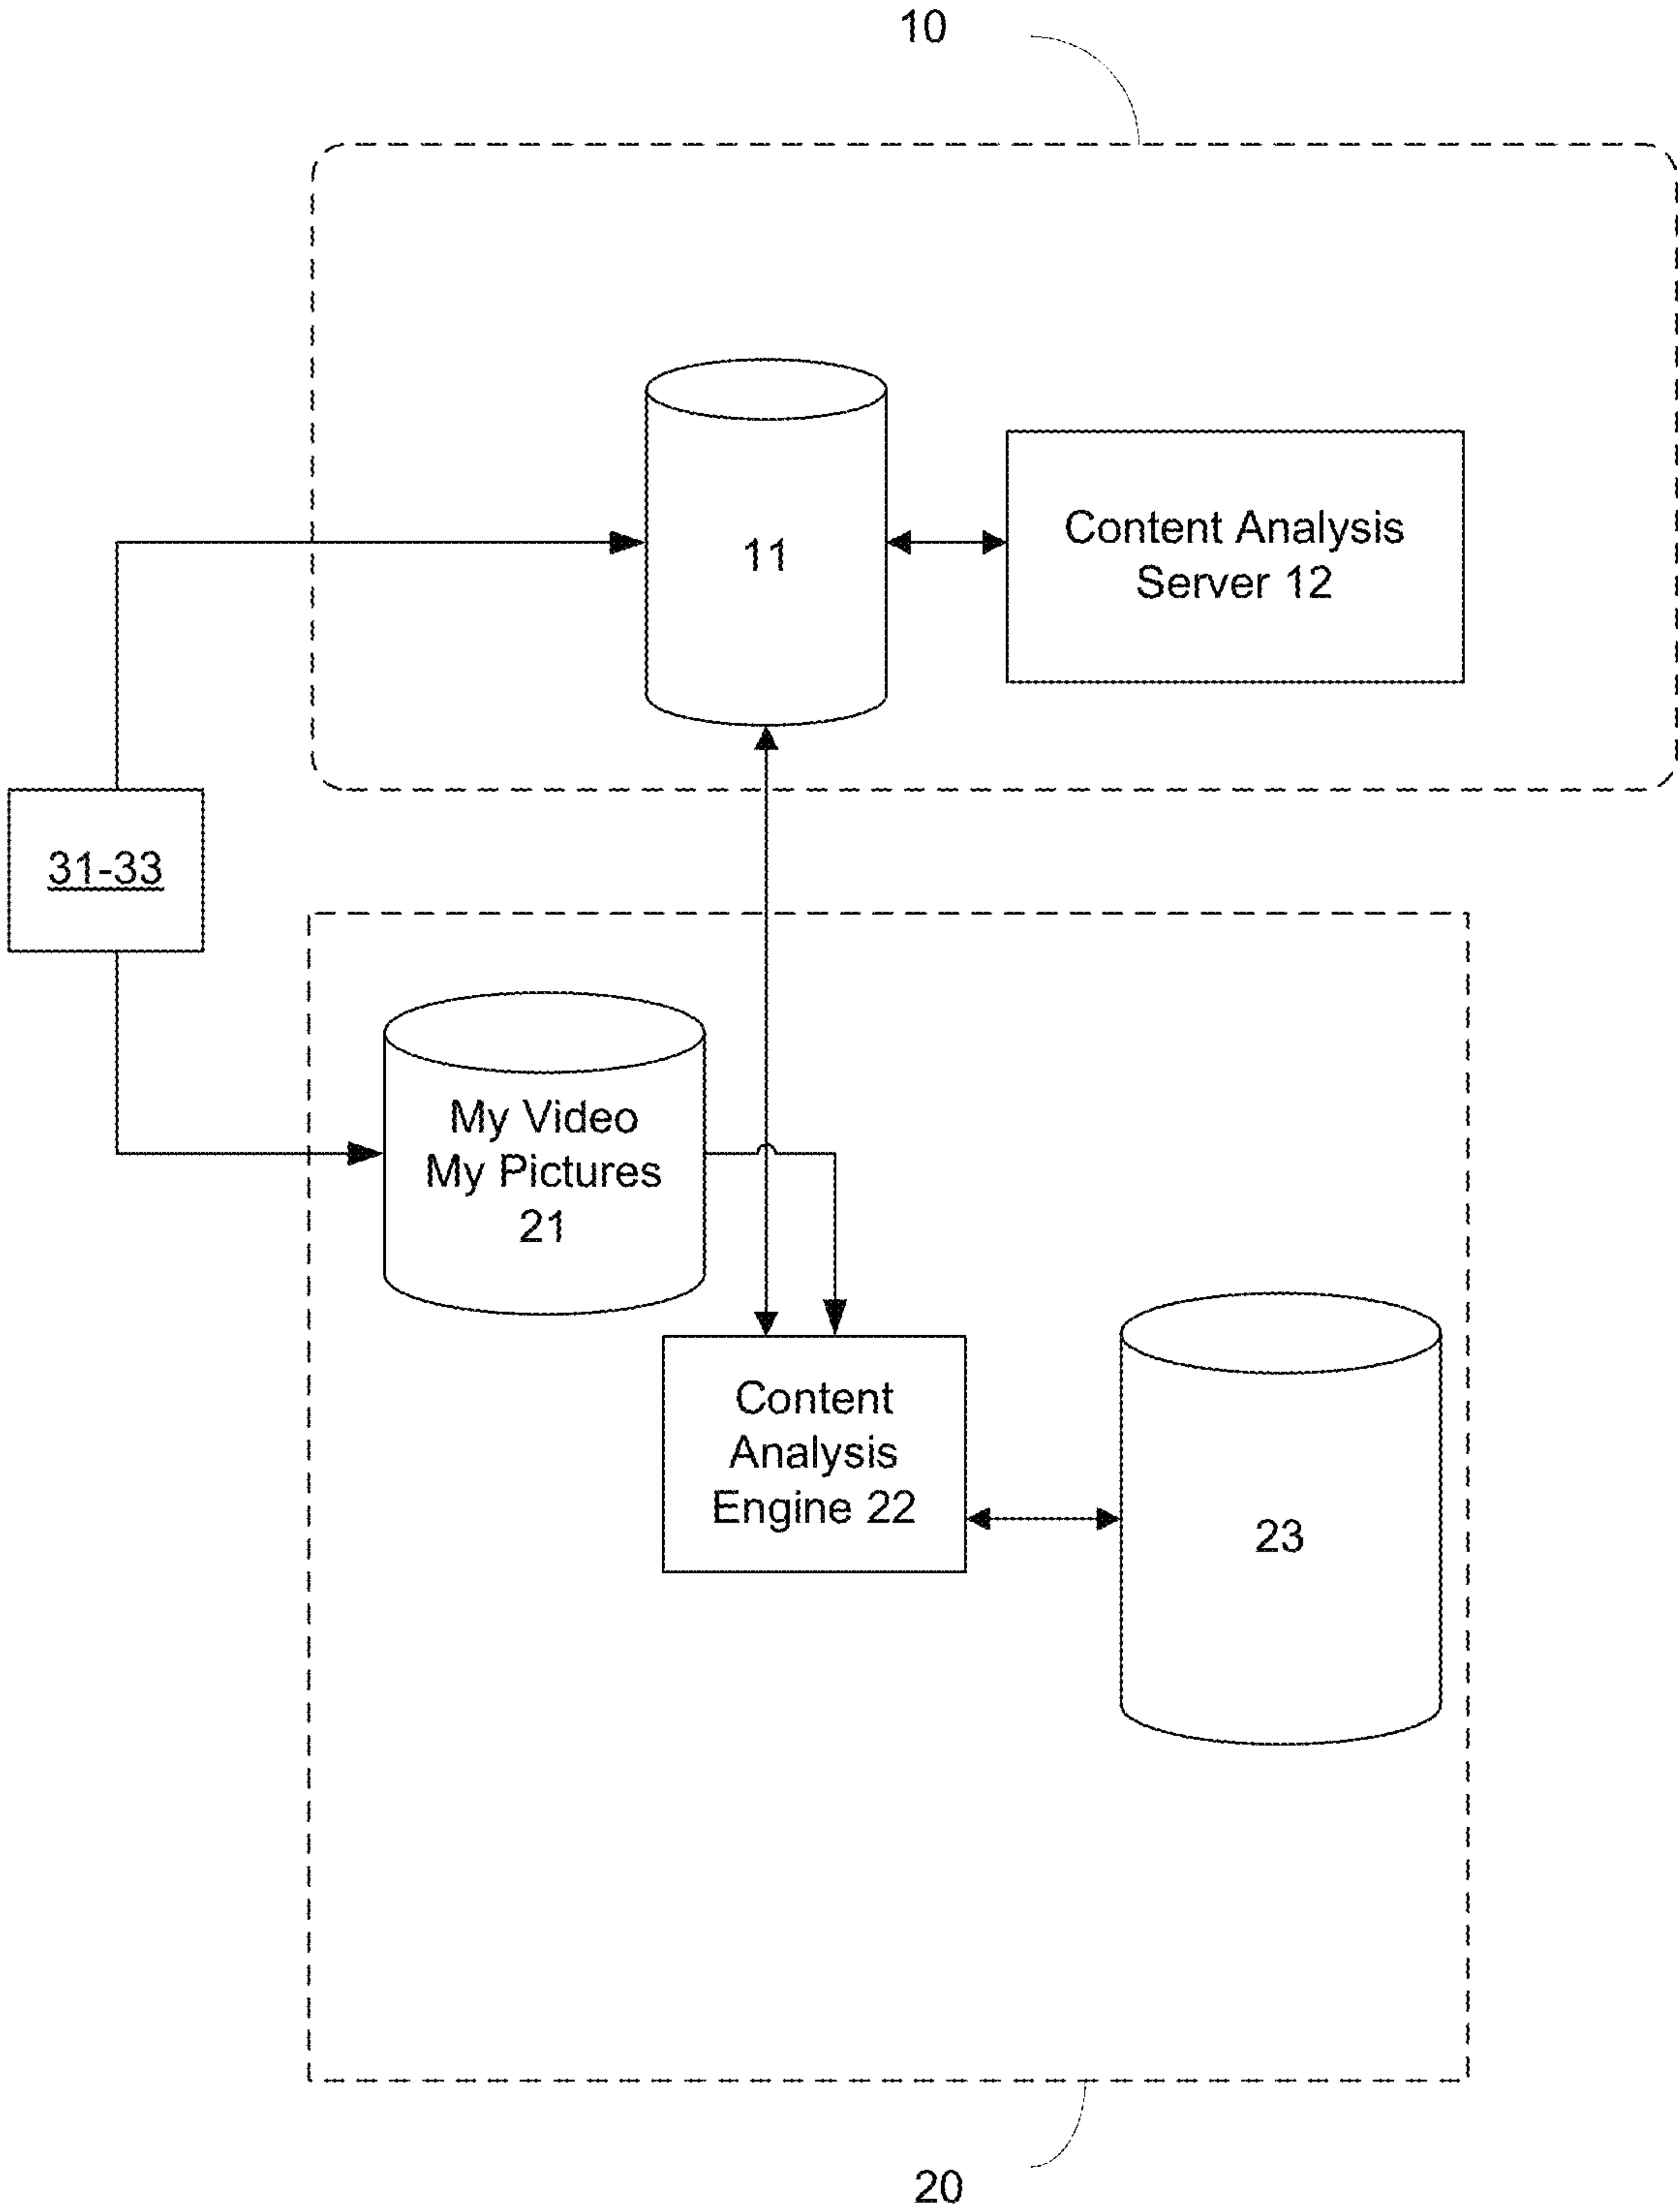 10
11
Content Analysis
Server 12
31-33
My Video
My Pictures
21
Content
Analysis
Engine 22
23
20